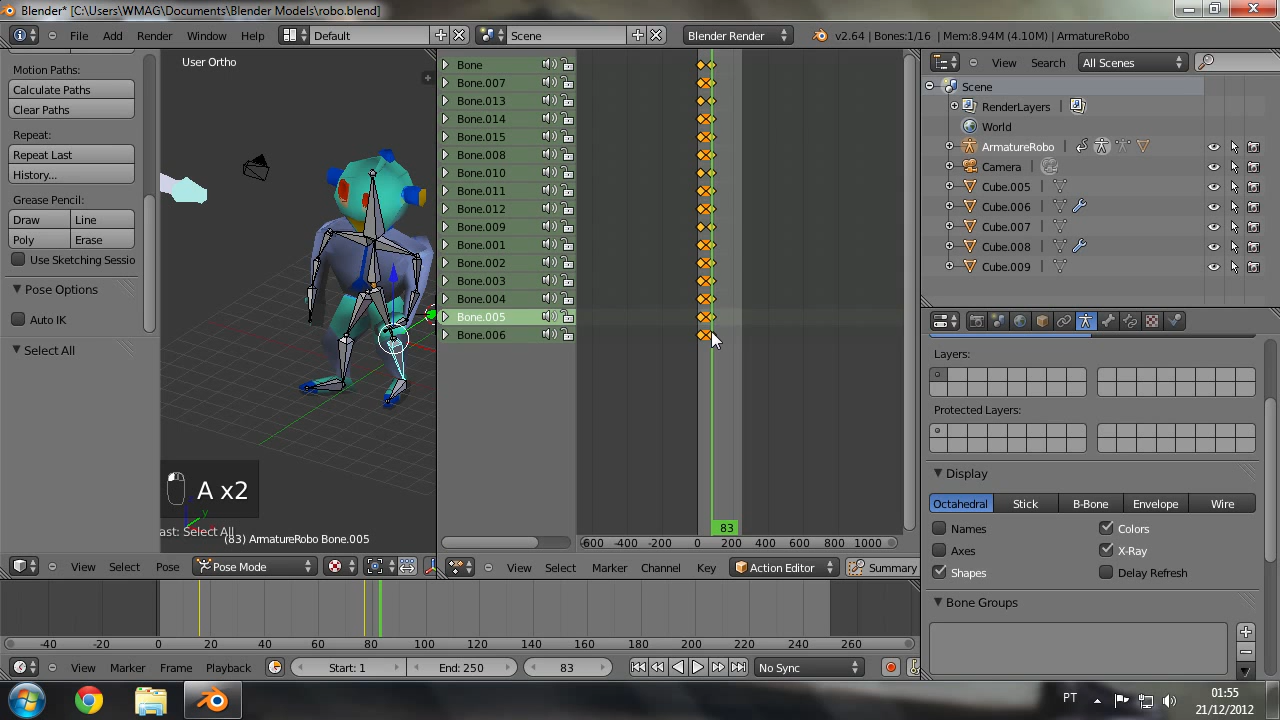 Blender* [C:\Users\WMAG\Documents\Blender Models\robo.blend]
File Add Render Window Help Default Scene Blender Render v2.64 | Bones:1/16 | Mem:8.94M (4.10M) | ArmatureRobo
Motion Paths:
Calculate Paths
Clear Paths
Repeat:
Repeat Last
History...
Grease Pencil:
Draw Line
Poly Erase
Use Sketching Sessio
Pose Options
Auto IK
Select All
User Ortho
A x2
y
ast: Select All
(83) ArmatureRobo Bone.005
View Select Pose Pose Mode
Bone
Bone.007
Bone.013
Bone.014
Bone.015
Bone.008
Bone.010
Bone.011
Bone.012
Bone.009
Bone.001
Bone.002
Bone.003
Bone.004
Bone.005
Bone.006
83
-600 -400 -200 0 200 400 600 800 1000
View Select Marker Channel Key Action Editor Summary
View Search All Scenes
Scene
RenderLayers
World
ArmatureRobo
Camera
Cube.005
Cube.006
Cube.007
Cube.008
Cube.009
Layers:
Protected Layers:
Display
Octahedral Stick B-Bone Envelope Wire
Names Colors
Axes X-Ray
Shapes Delay Refresh
Bone Groups
-40 -20 0 20 40 60 80 100 120 140 160 180 200 220 240 260
View Marker Frame Playback Start: 1 End: 250 83 No Sync
PT
01:55
21/12/2012